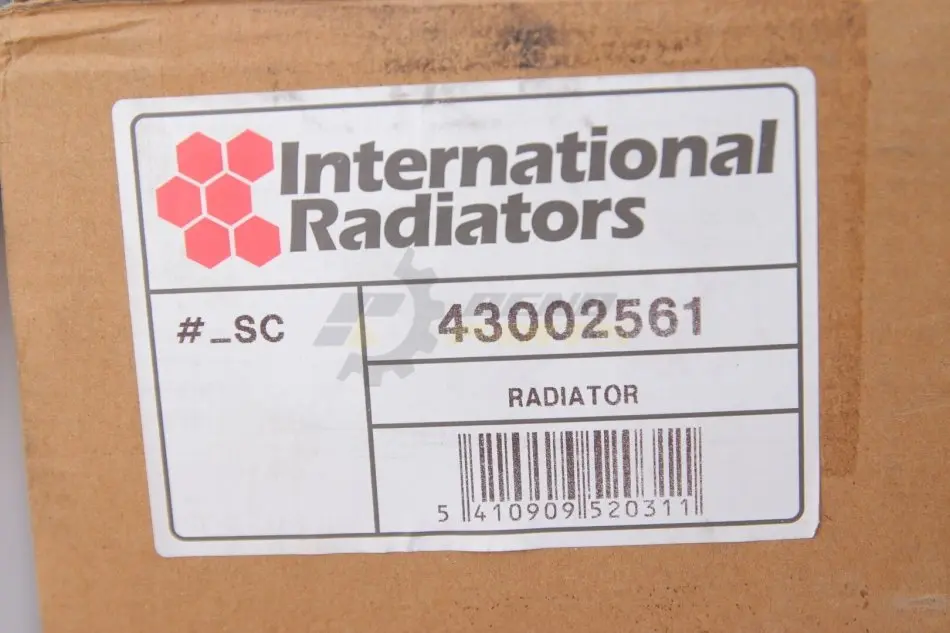 International
Radiators
#_SC
43002561
RADIATOR
5 410909 520311